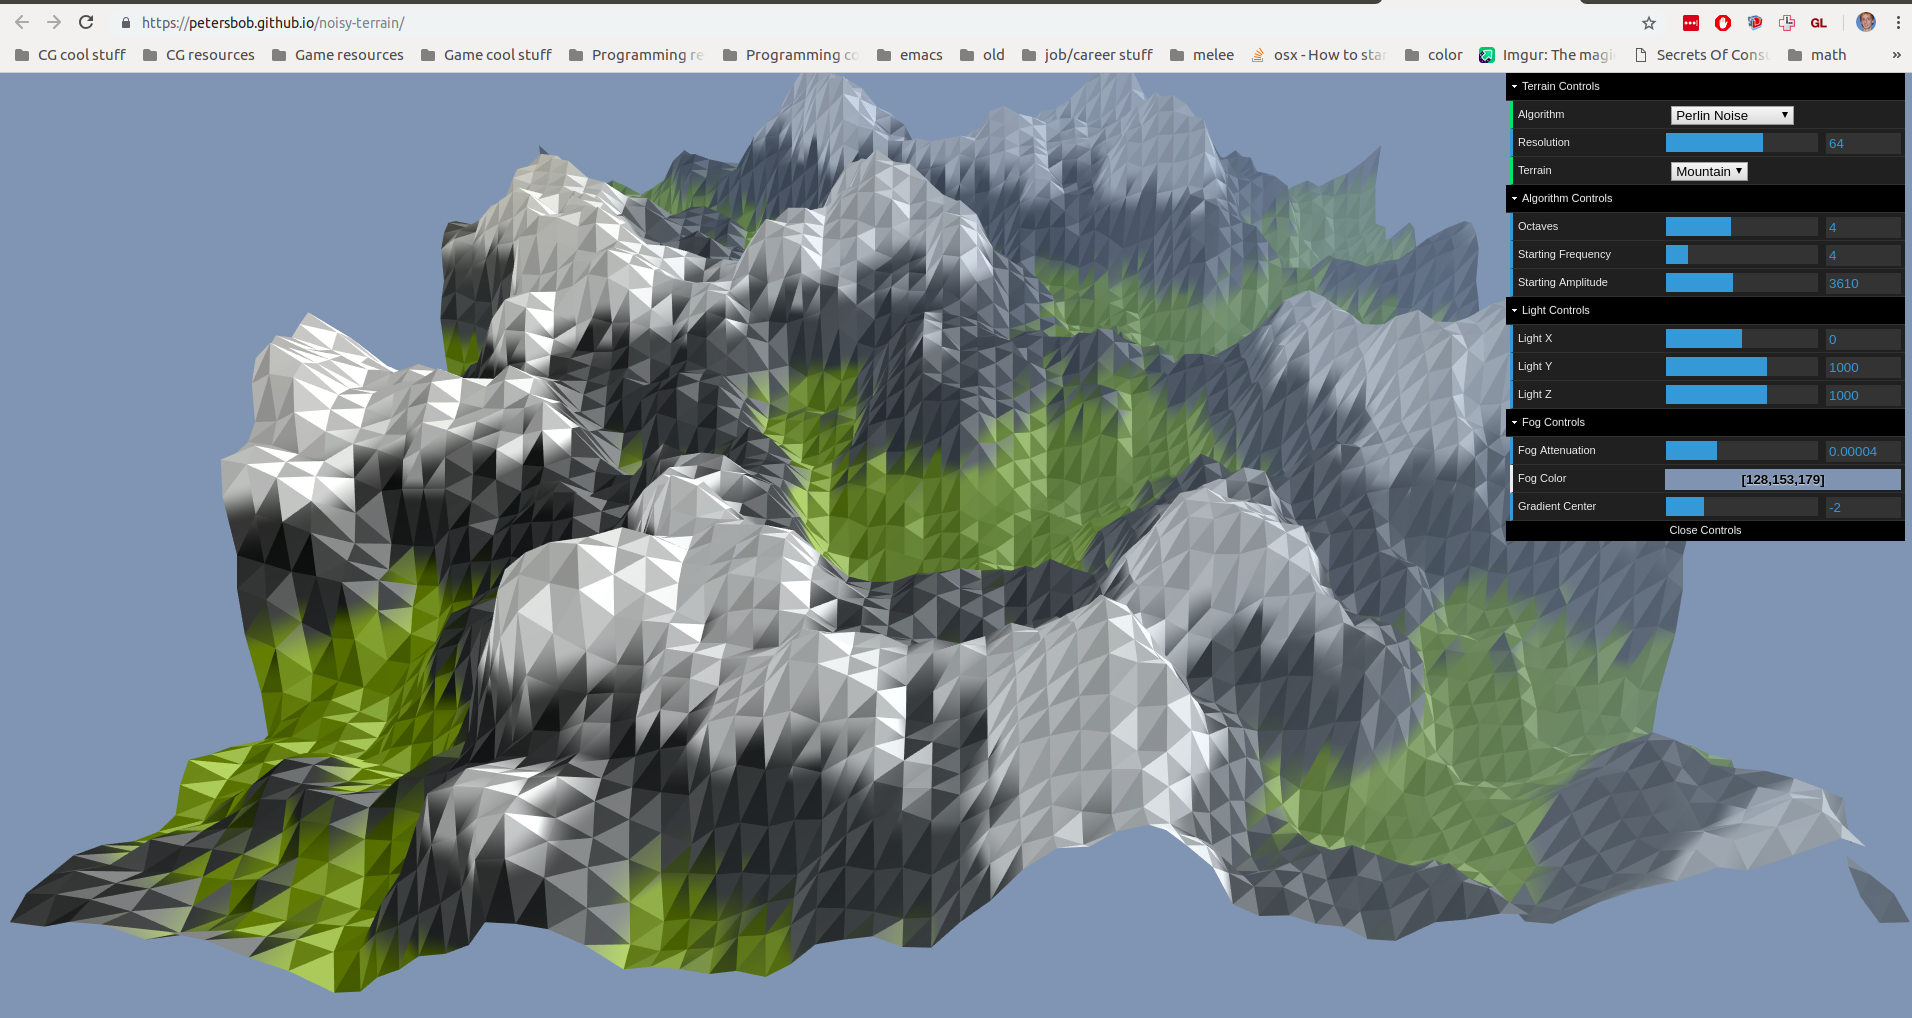 https://petersbob.github.io/noisy-terrain/
GL
CG cool stuff CG resources Game resources Game cool stuff Programming re Programming co emacs old job/career stuff melee osx - How to star color Imgur: The magi Secrets Of Cons math »
Terrain Controls
Algorithm Perlin Noise
Resolution 64
Terrain Mountain
Algorithm Controls
Octaves 4
Starting Frequency 4
Starting Amplitude 3610
Light Controls
Light X 0
Light Y 1000
Light Z 1000
Fog Controls
Fog Attenuation 0.00004
Fog Color [128,153,179]
Gradient Center -2
Close Controls